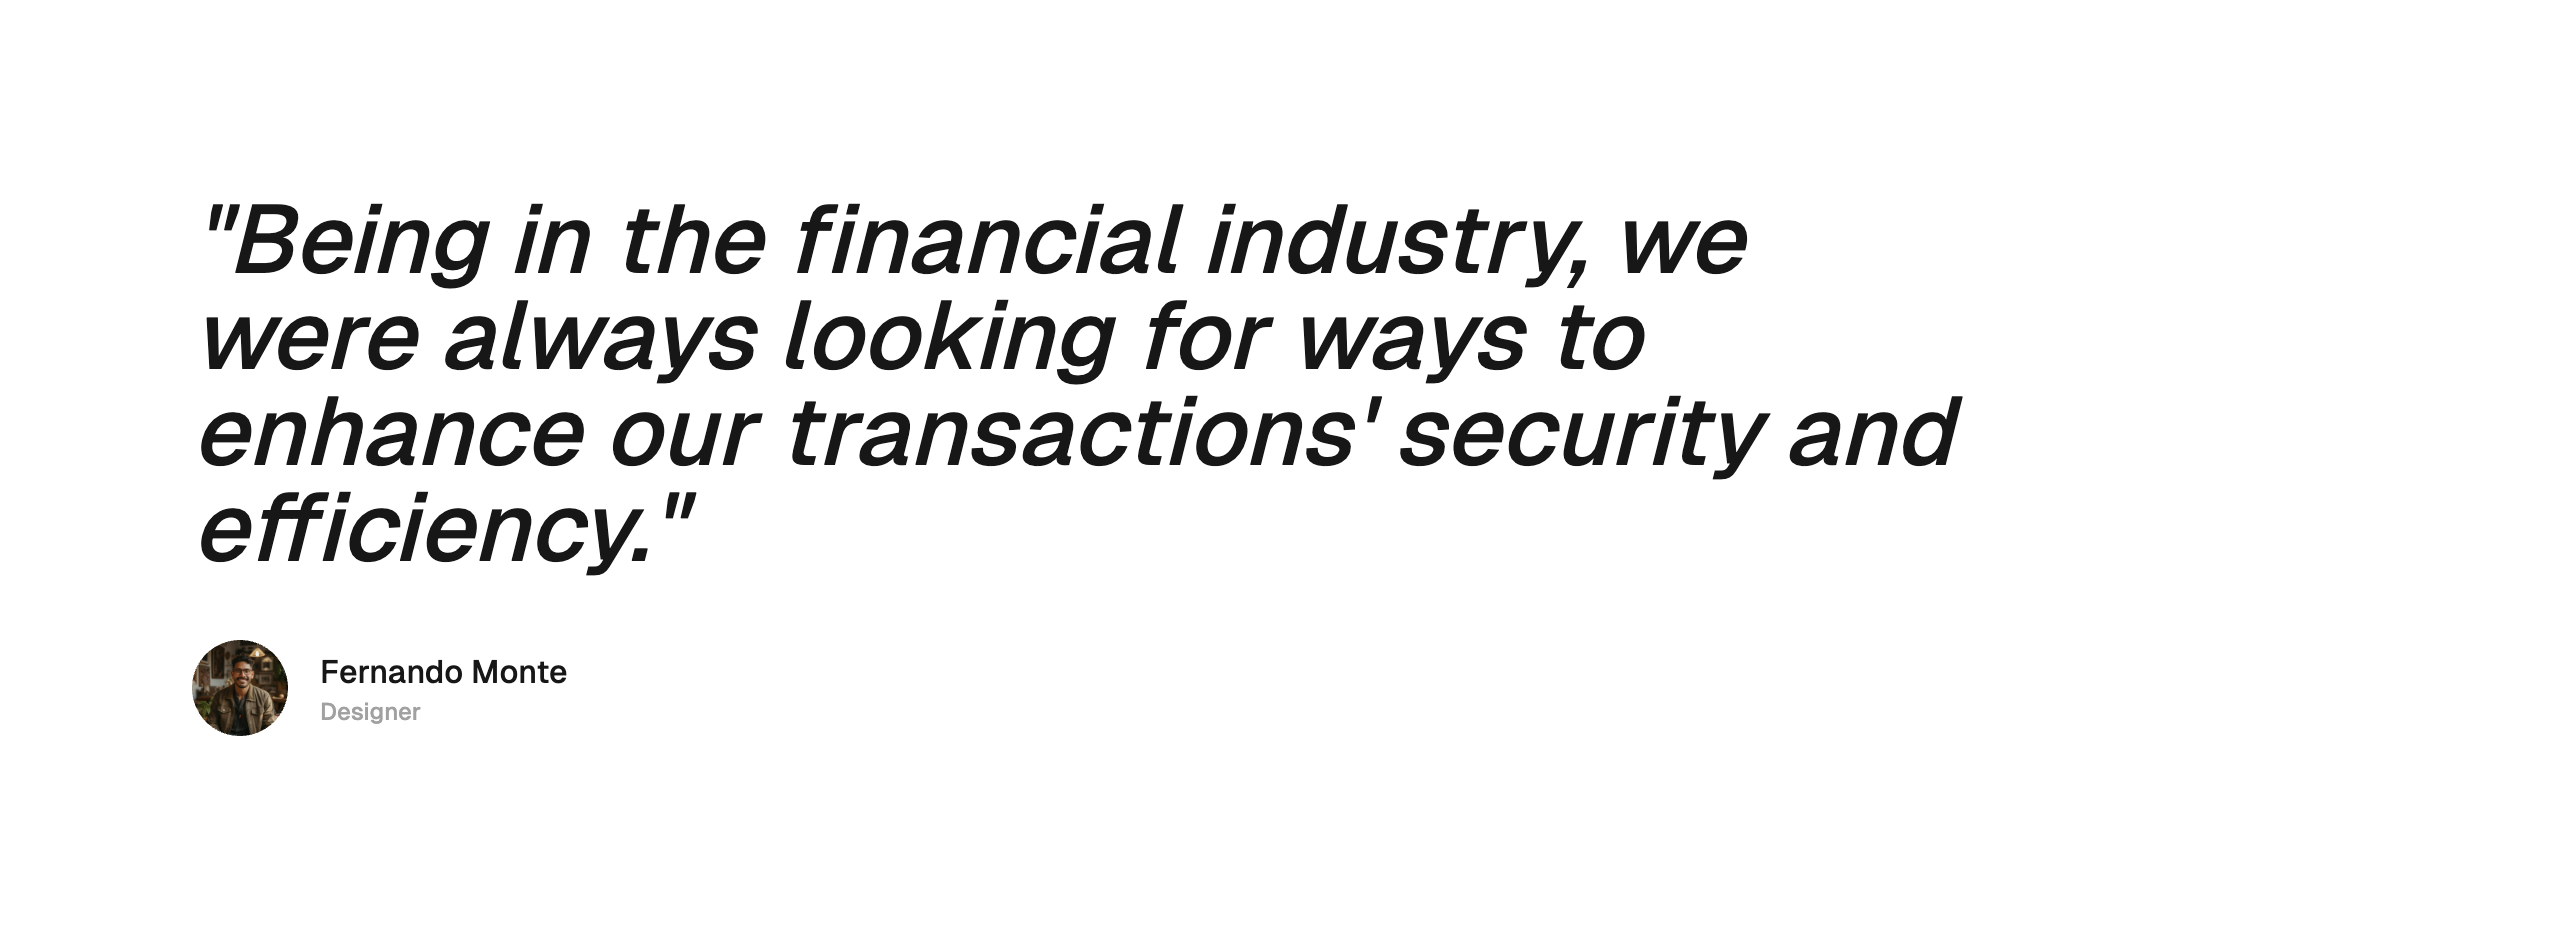 "Being in the financial industry, we
were always looking for ways to
enhance our transactions' security and
efficiency."
Fernando Monte
Designer